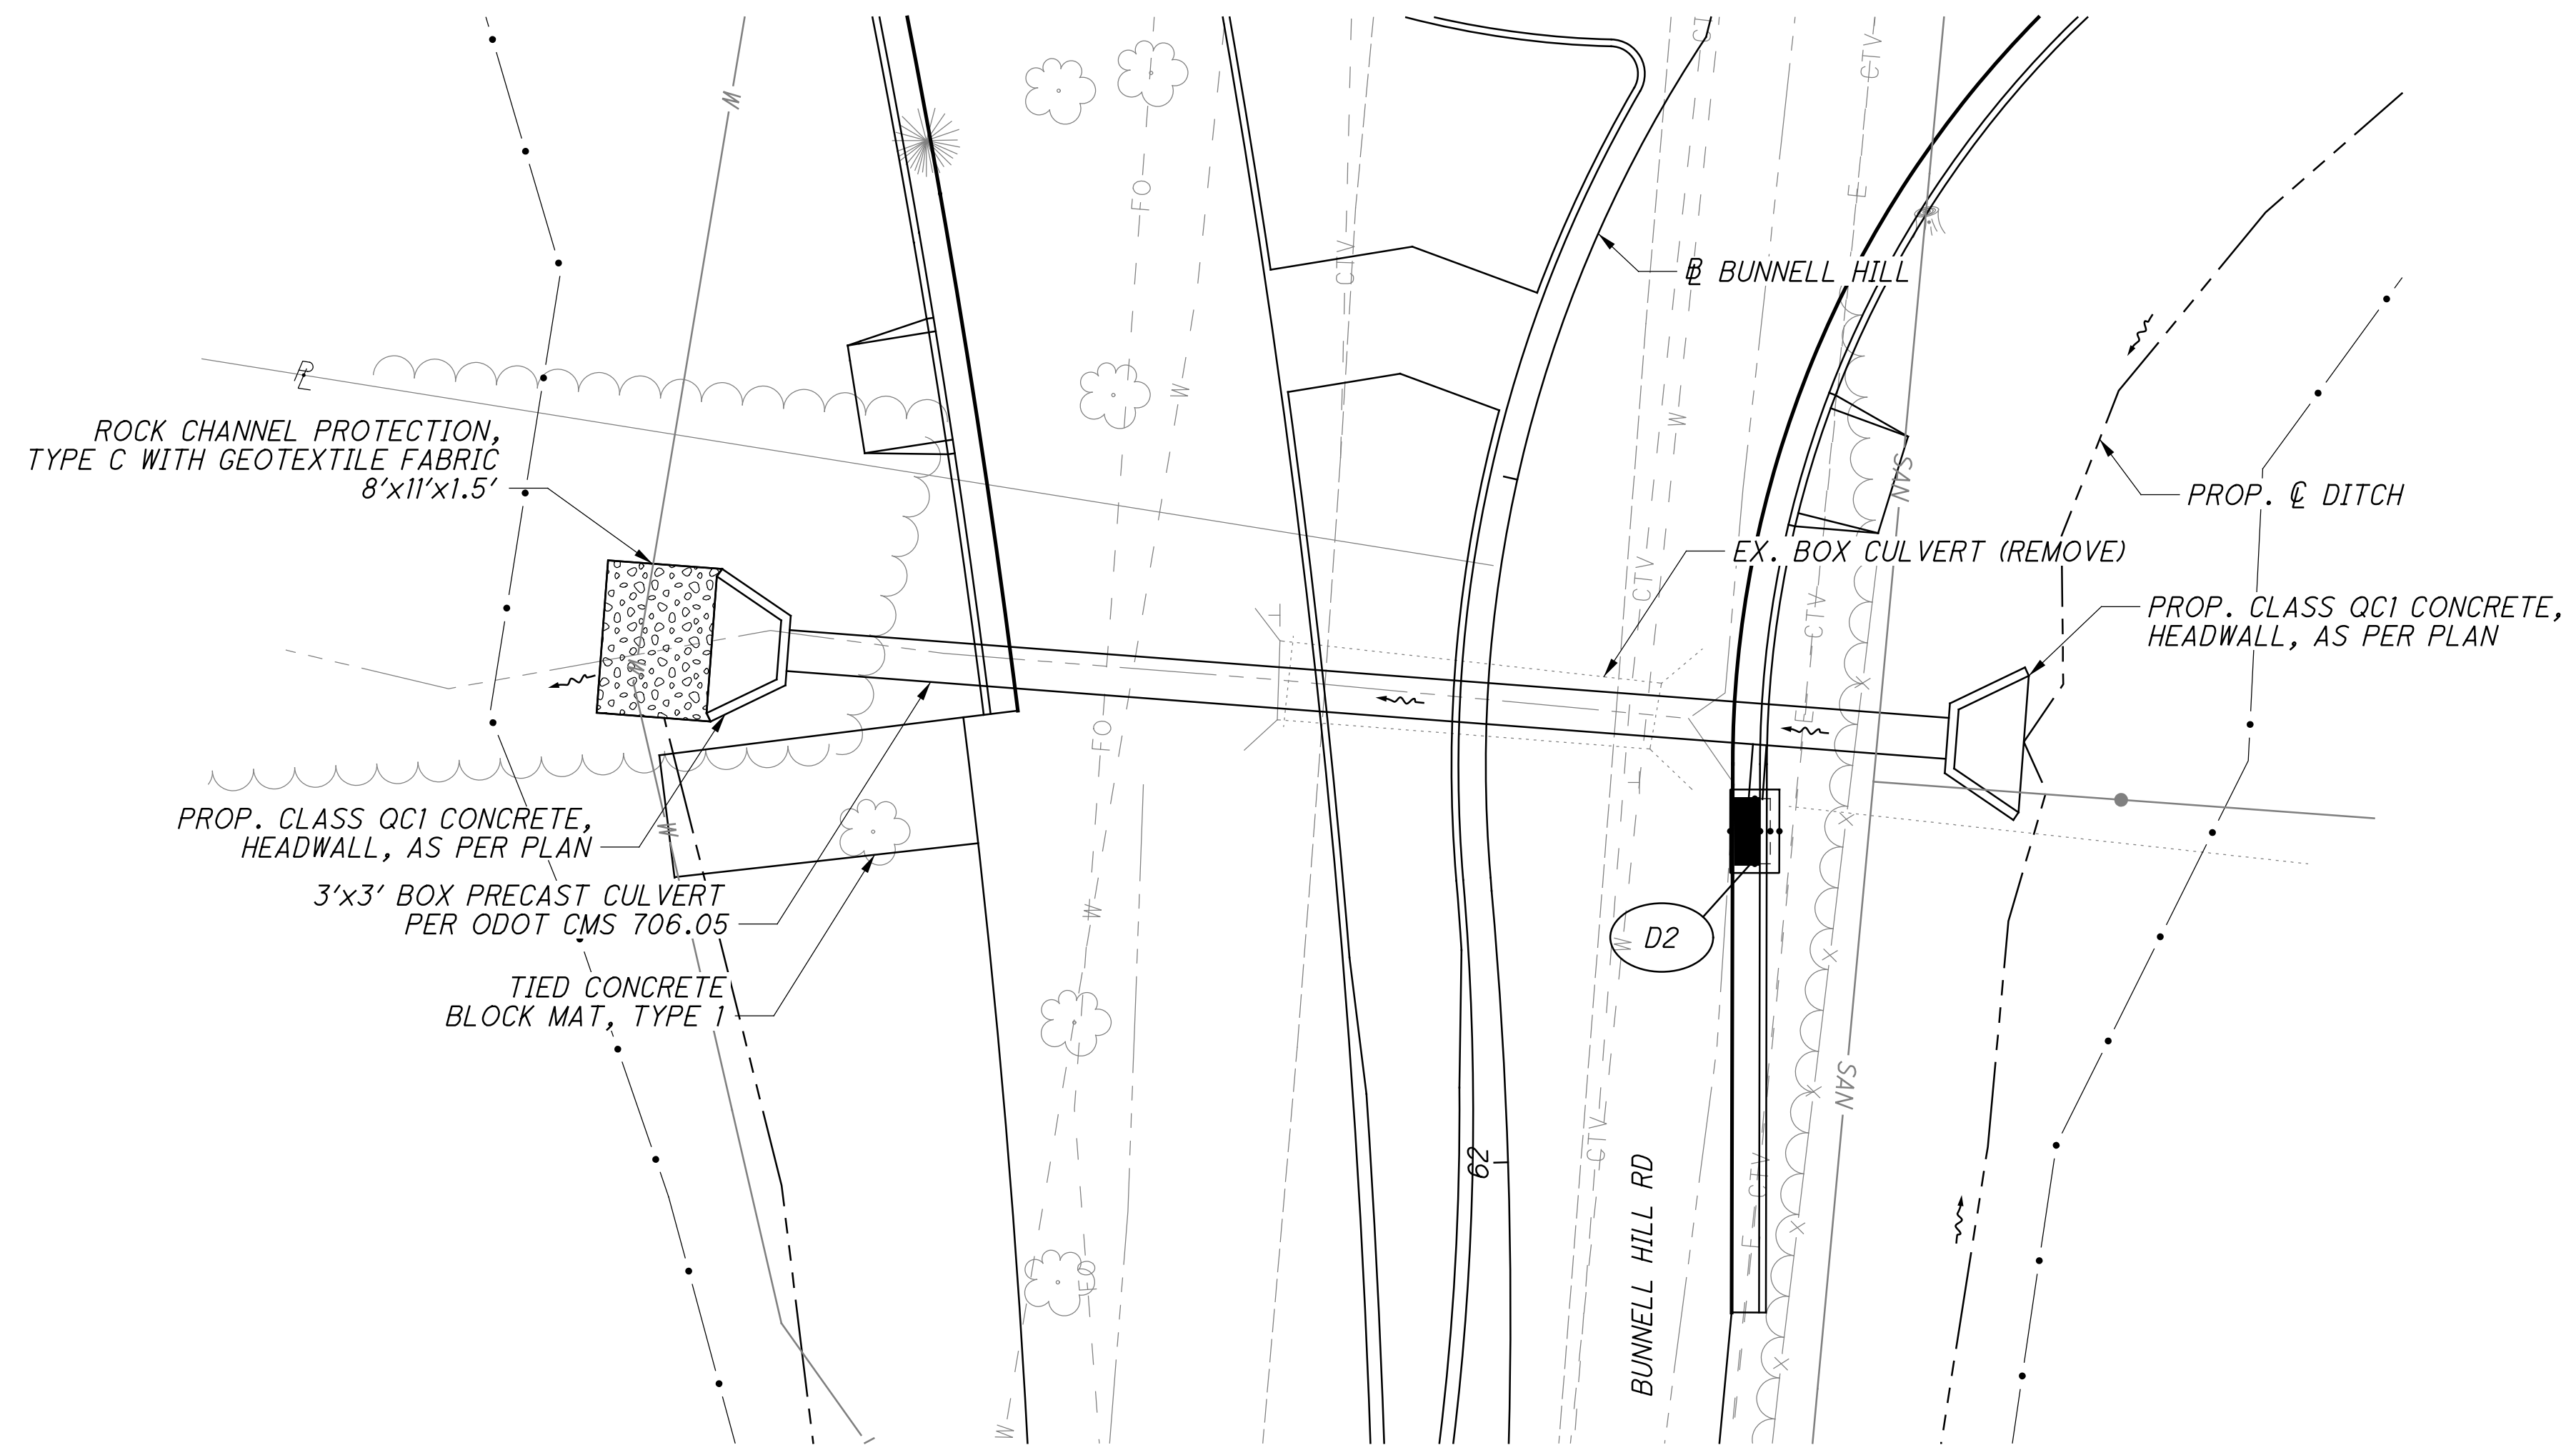 W
CTV
CTV
FO
E
W
CTV
℄ BUNNELL HILL
PL
W
ROCK CHANNEL PROTECTION,
TYPE C WITH GEOTEXTILE FABRIC
8'x11'x1.5'
SAN
PROP. ℄ DITCH
EX. BOX CULVERT (REMOVE)
CTV
CTV
PROP. CLASS QC1 CONCRETE,
HEADWALL, AS PER PLAN
W
X
FO
E
PROP. CLASS QC1 CONCRETE,
HEADWALL, AS PER PLAN
W
X
3'x3' BOX PRECAST CULVERT
PER ODOT CMS 706.05
W
D2
W
X
TIED CONCRETE
BLOCK MAT, TYPE 1
SAN
X
CTV
62
CTV
BUNNELL HILL RD
X
E
FO
X
W